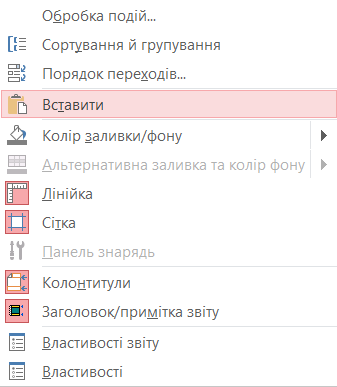 Обробка подій...
Сортування й групування
Порядок переходів...
Вставити
Колір заливки/фону
Альтернативна заливка та колір фону
Лінійка
Сітка
Панель знарядь
Колонтитули
Заголовок/примітка звіту
Властивості звіту
Властивості